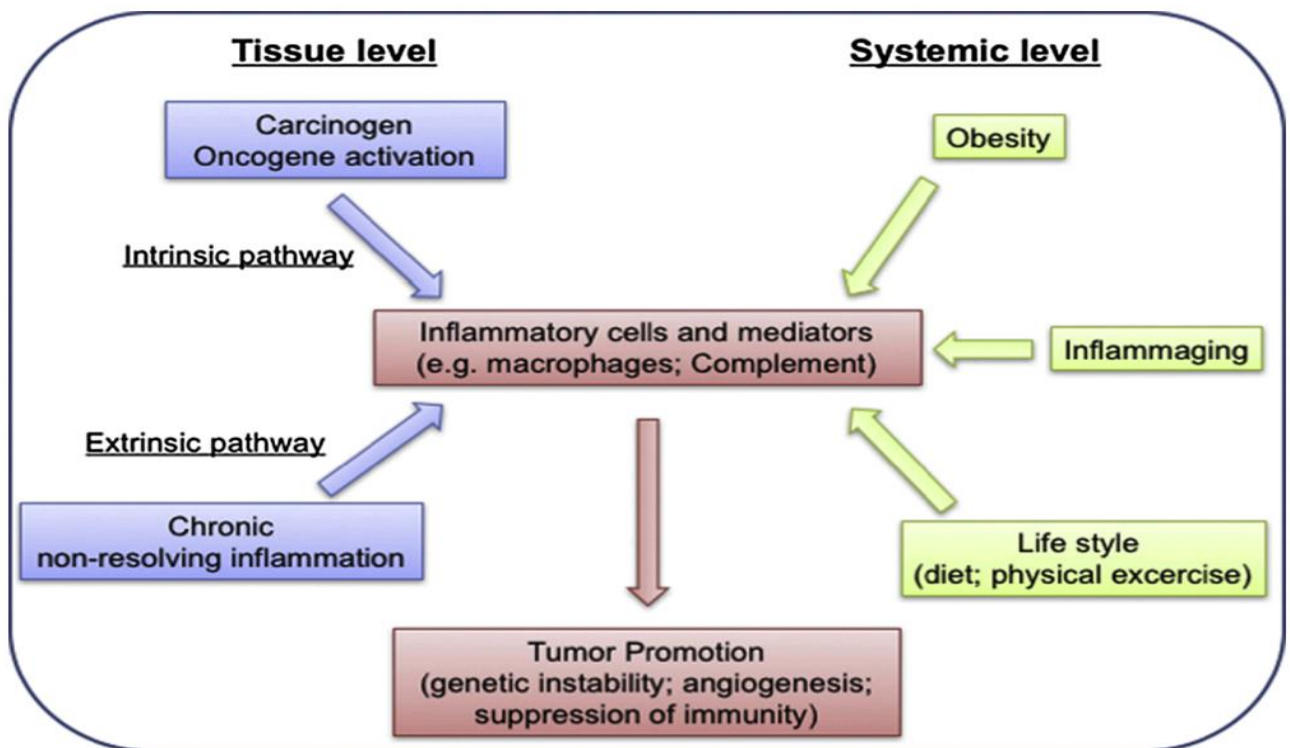 Tissue level
Systemic level
Carcinogen
Oncogene activation
Obesity
Intrinsic pathway
Inflammatory cells and mediators
(e.g. macrophages; Complement)
Inflammaging
Extrinsic pathway
Chronic
non-resolving inflammation
Life style
(diet; physical excercise)
Tumor Promotion
(genetic instability; angiogenesis;
suppression of immunity)